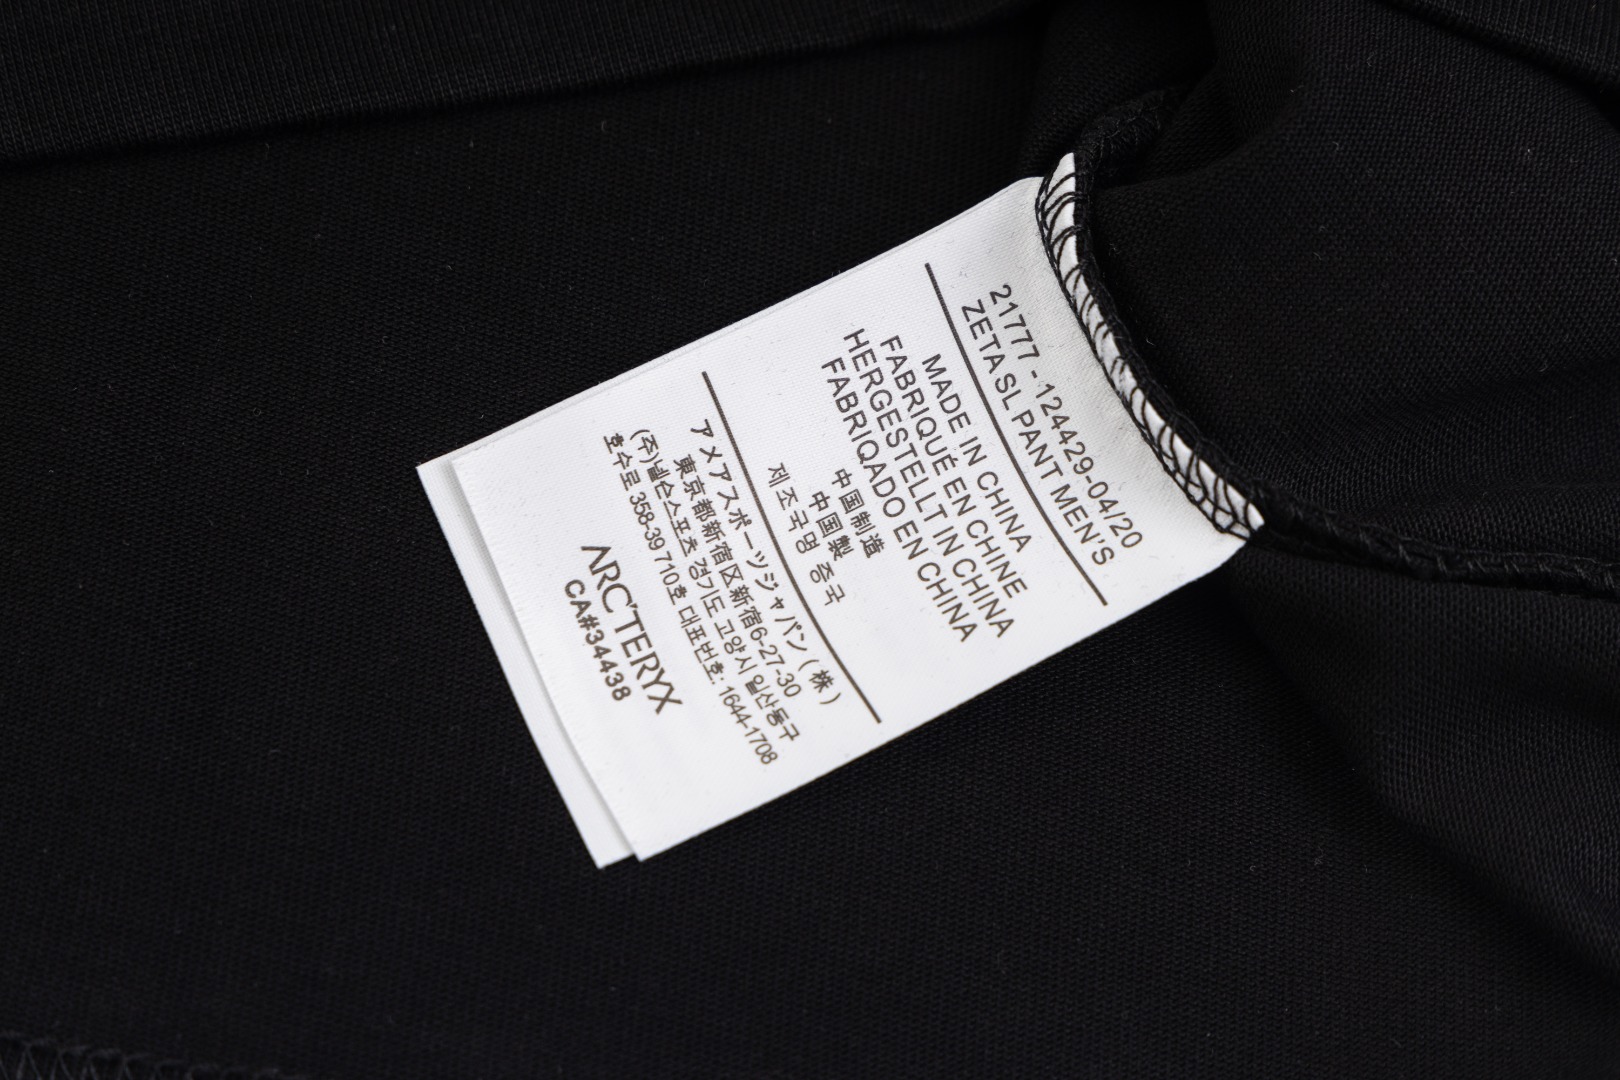 21777 - 124429-04/20
ZETA SL PANT MEN'S
MADE IN CHINA
FABRIQUÉ EN CHINE
HERGESTELLT IN CHINA
FABRIQADO EN CHINA
中国制造
中国製
제조국명 중국
アメアスポーツジャパン (株)
東京都新宿区新宿6-27-30
(주)넬슨스포츠 경기도 고양시 일산동구
호수로 358-39 710호 대표번호: 1644-1708
ARC'TERYX
CA#34438